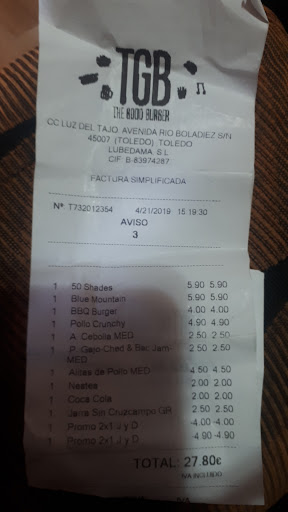 TGB
THE GOOD BURGER
CC LUZ DEL TAJO. AVENIDA RIO BOLADIEZ S/N
45007 (TOLEDO) TOLEDO
LUBEDAMA S.L
CIF: B-83974287
FACTURA SIMPLIFICADA
Nº: T732012354 4/21/2019 15:19:30
AVISO
3
1 50 Shades 5.90 5.90
1 Blue Mountain 5.90 5.90
1 BBQ Burger 4.00 4.00
1 Pollo Crunchy 4.90 4.90
1 A. Cebolla MED 2.50 2.50
1 P.-Gajo Ched & Bac Jam- 2.50 2.50
MED
1 Alitas de Pollo MED 4.50 4.50
1 Nestea 2.00 2.00
1 Coca Cola 2.00 2.00
1 Jarra Sin Cruzcampo GR 2.50 2.50
1 Promo 2x1 J y D -4.00 -4.00
1 Promo 2x1 J y D -4.90 -4.90
TOTAL: 27.80€
IVA INCLUIDO